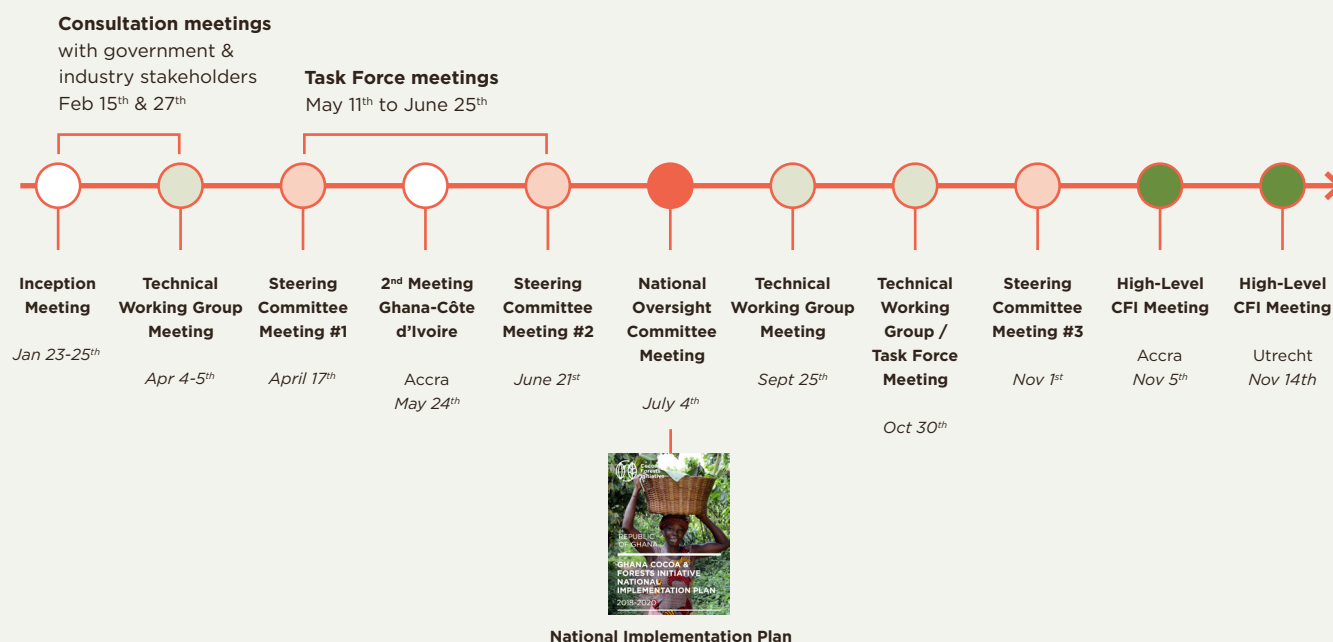 Consultation meetings
with government &
industry stakeholders
Feb 15th & 27th
Task Force meetings
May 11th to June 25th
Inception
Meeting
Jan 23-25th
Technical
Working Group
Meeting
Apr 4-5th
Steering
Committee
Meeting #1
April 17th
2nd Meeting
Ghana-Côte
d'Ivoire
Accra
May 24th
Steering
Committee
Meeting #2
June 21st
National
Oversight
Committee
Meeting
July 4th
Technical
Working Group
Meeting
Sept 25th
Technical
Working
Group /
Task Force
Meeting
Oct 30th
Steering
Committee
Meeting #3
Nov 1st
High-Level
CFI Meeting
Accra
Nov 5th
High-Level
CFI Meeting
Utrecht
Nov 14th
Cocoa &
Forests
Initiative
REPUBLIC
OF GHANA
GHANA COCOA &
FORESTS INITIATIVE
NATIONAL
IMPLEMENTATION PLAN
2018-2020
National Implementation Plan